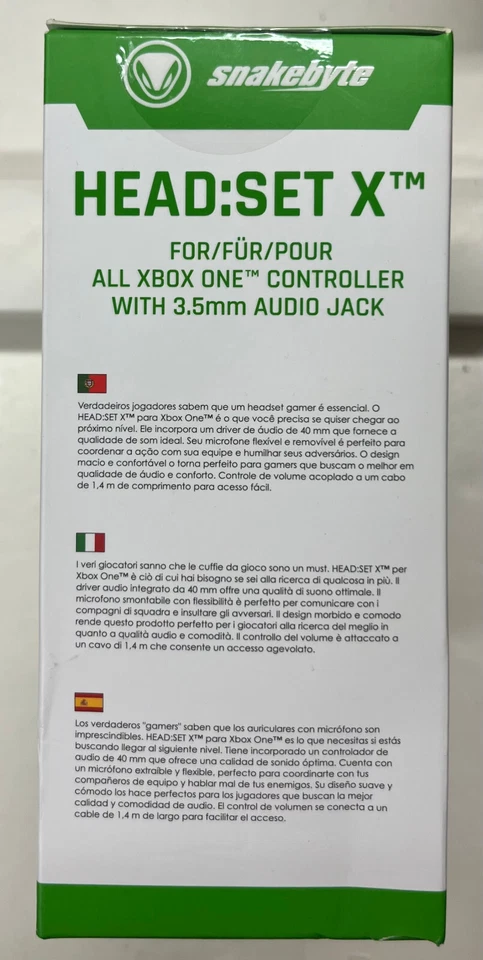 snakebyte
HEAD:SET X™
FOR/FÜR/POUR
ALL XBOX ONE™ CONTROLLER
WITH 3.5mm AUDIO JACK
Verdadeiros jogadores sabem que um headset gamer é essencial. O
HEAD:SET X™ para Xbox One™ é o que você precisa se quiser chegar ao
próximo nível. Ele incorpora um driver de áudio de 40 mm que fornece a
qualidade de som ideal. Seu microfone flexível e removível é perfeito para
coordenar a ação com sua equipe e humilhar seus adversários. O design
macio e confortável o torna perfeito para gamers que buscam o melhor em
qualidade de áudio e conforto. Controle de volume acoplado a um cabo
de 1,4 m de comprimento para acesso fácil.
I veri giocatori sanno che le cuffie da gioco sono un must. HEAD:SET X™ per
Xbox One™ è ciò di cui hai bisogno se sei alla ricerca di qualcosa in più. Il
driver audio integrato da 40 mm offre una qualità di suono ottimale. Il
microfono smontabile con flessibilità è perfetto per comunicare con i
compagni di squadra e insultare gli avversari. Il design morbido e comodo
rende questo prodotto perfetto per i giocatori alla ricerca del meglio in
quanto a qualità audio e comodità. Il controllo del volume è attaccato a
un cavo di 1,4 m che consente un accesso agevolato.
Los verdaderos "gamers" saben que los auriculares con micrófono son
imprescindibles. HEAD:SET X™ para Xbox One™ es lo que necesitas si estás
buscando llegar al siguiente nivel. Tiene incorporado un controlador de
audio de 40 mm que ofrece una calidad de sonido óptima. Cuenta con
un micrófono extraíble y flexible, perfecto para coordinarte con tus
compañeros de equipo y hablar mal de tus enemigos. Su diseño suave y
cómodo los hace perfectos para los jugadores que buscan la mejor
calidad y comodidad de audio. El control de volumen se conecta a un
cable de 1,4 m de largo para facilitar el acceso.